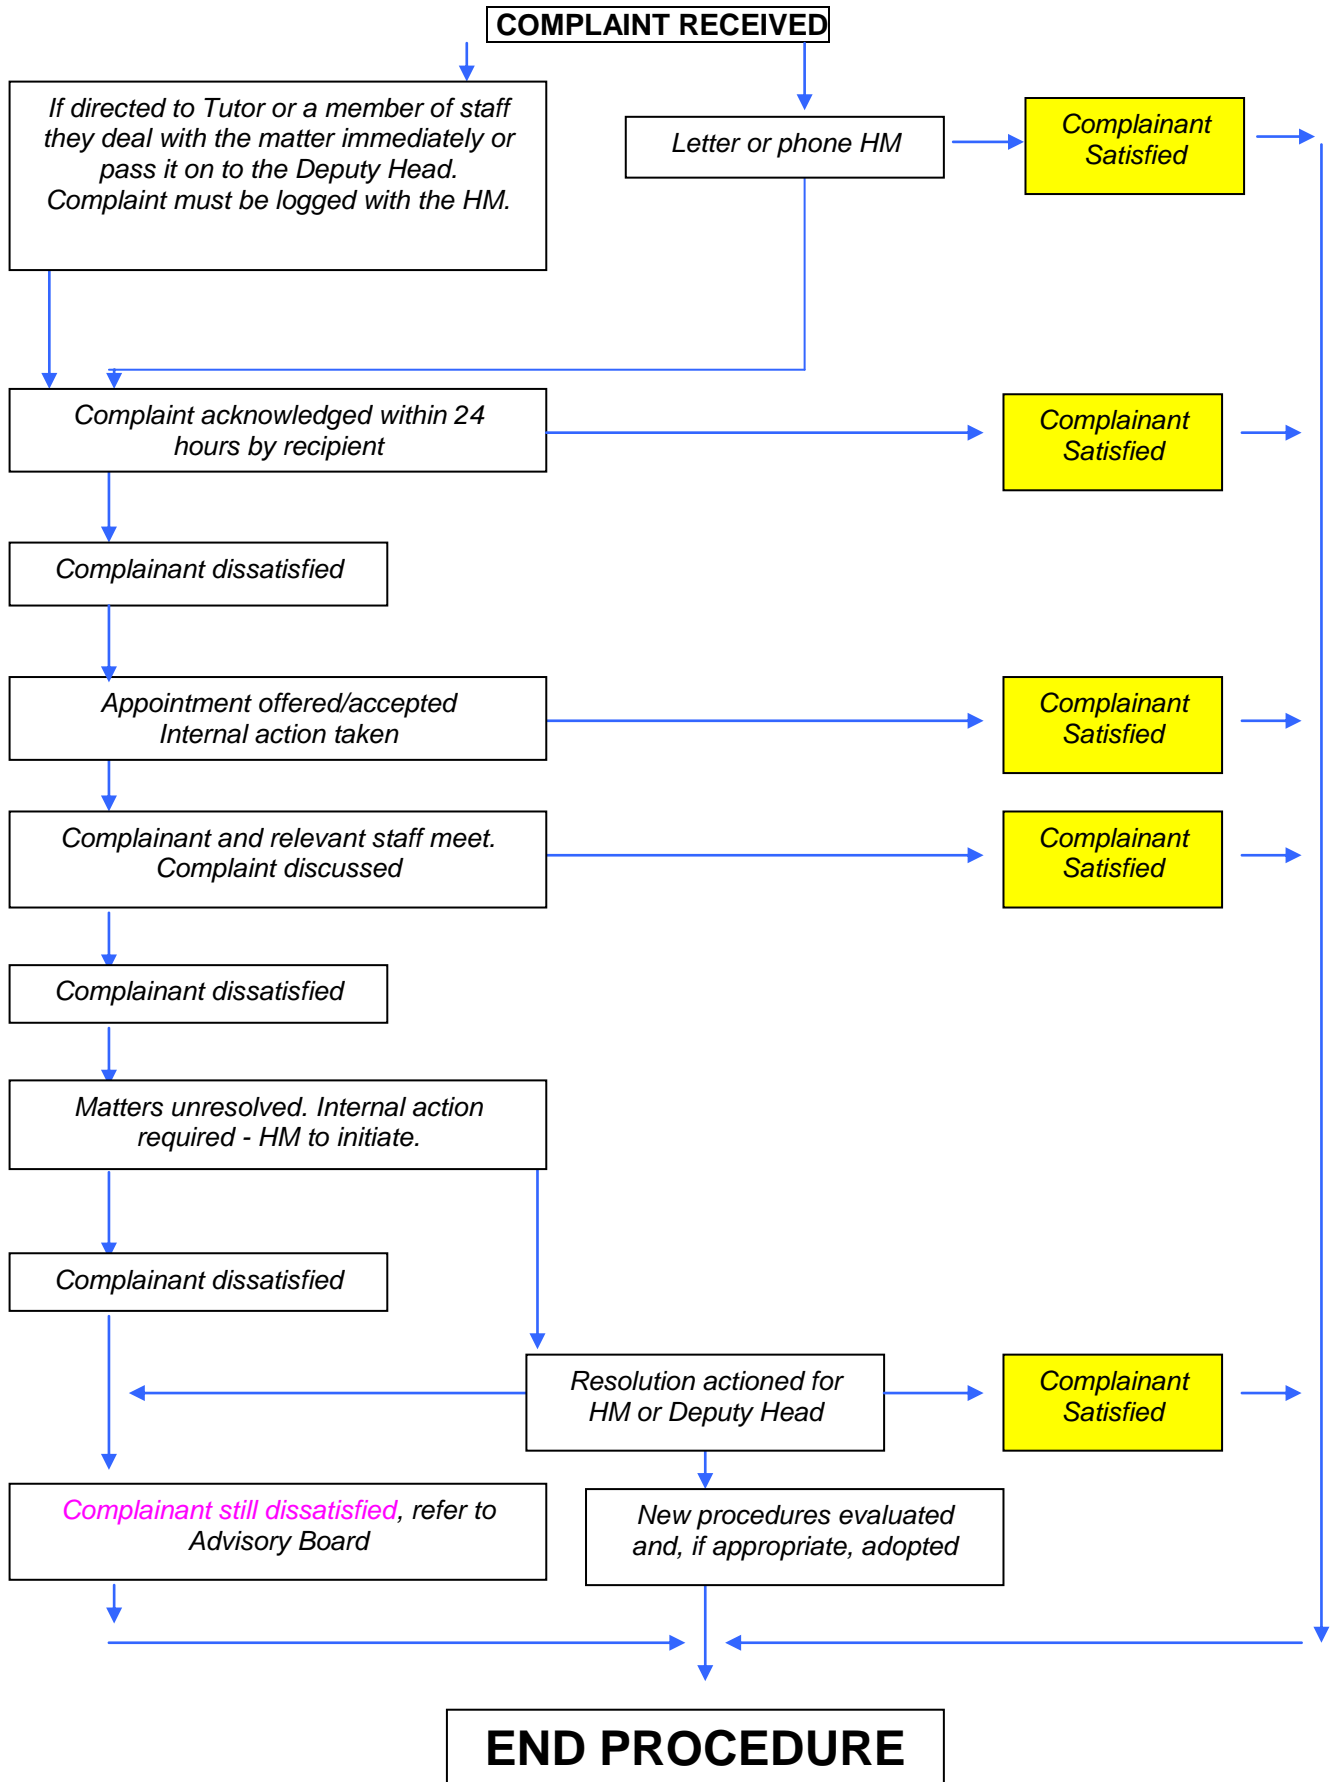 COMPLAINT RECEIVED
If directed to Tutor or a member of staff
they deal with the matter immediately or
pass it on to the Deputy Head.
Complaint must be logged with the HM.
Letter or phone HM
Complainant
Satisfied
Complaint acknowledged within 24
hours by recipient
Complainant
Satisfied
Complainant dissatisfied
Appointment offered/accepted
Internal action taken
Complainant
Satisfied
Complainant and relevant staff meet.
Complaint discussed
Complainant
Satisfied
Complainant dissatisfied
Matters unresolved. Internal action
required - HM to initiate.
Complainant dissatisfied
Resolution actioned for
HM or Deputy Head
Complainant
Satisfied
Complainant still dissatisfied, refer to
Advisory Board
New procedures evaluated
and, if appropriate, adopted
END PROCEDURE